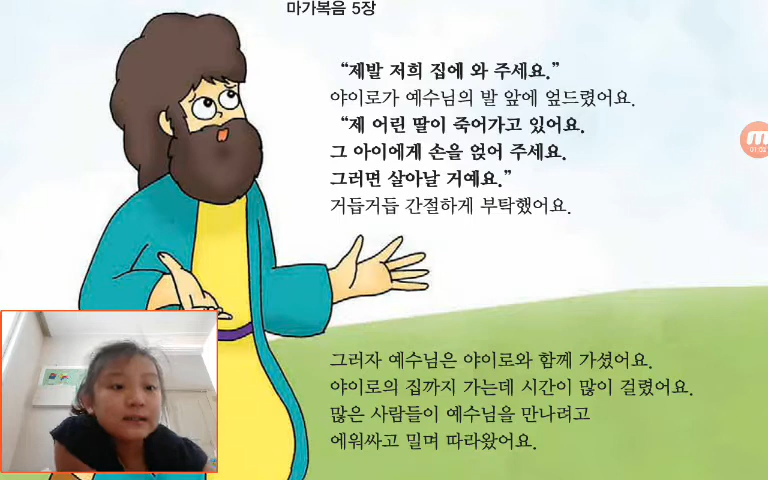 마가복음 5장
“제발 저희 집에 와 주세요.”
야이로가 예수님의 발 앞에 엎드렸어요.
“제 어린 딸이 죽어가고 있어요.
그 아이에게 손을 얹어 주세요.
그러면 살아날 거예요.”
거듭거듭 간절하게 부탁했어요.
그러자 예수님은 야이로와 함께 가셨어요.
야이로의 집까지 가는데 시간이 많이 걸렸어요.
많은 사람들이 예수님을 만나려고
에워싸고 밀며 따라왔어요.